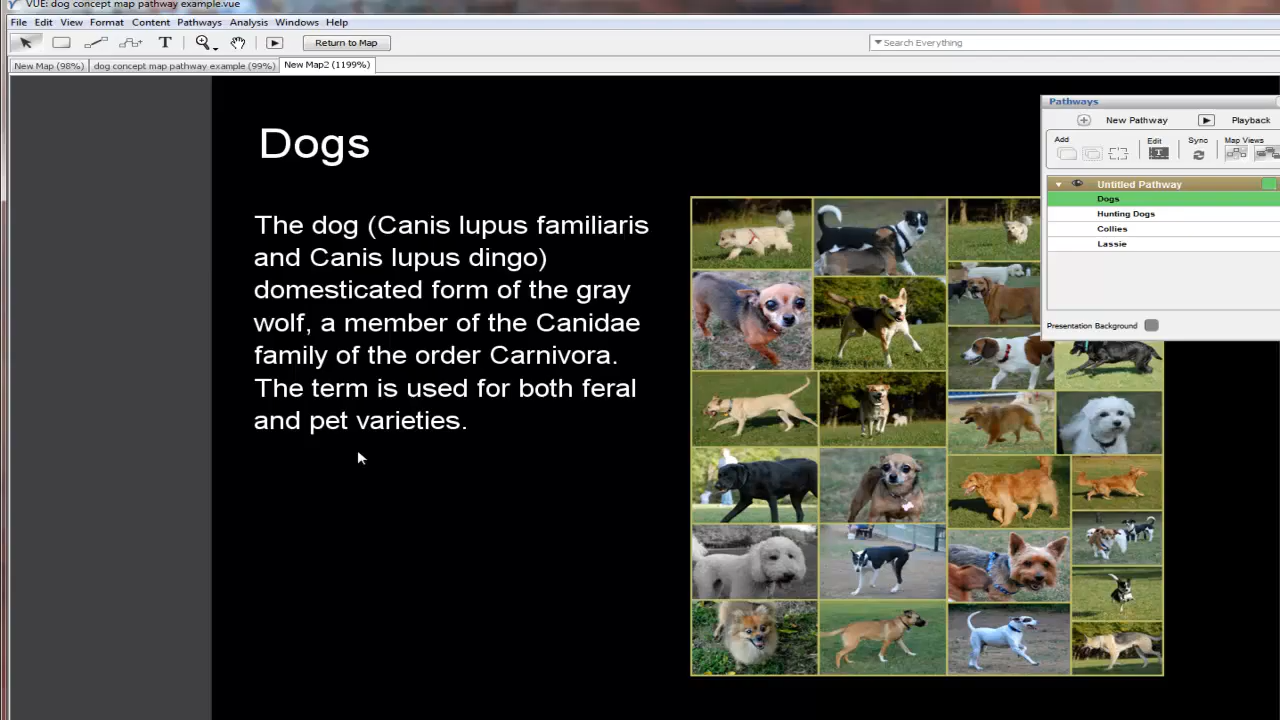 VUE: dog concept map pathway example.vue
File Edit View Format Content Pathways Analysis Windows Help
Return to Map
Search Everything
New Map (98%) dog concept map pathway example (99%) New Map2 (1199%)
Dogs
The dog (Canis lupus familiaris
and Canis lupus dingo)
domesticated form of the gray
wolf, a member of the Canidae
family of the order Carnivora.
The term is used for both feral
and pet varieties.
Pathways
New Pathway Playback
Add Edit Sync Map Views
Untitled Pathway
Dogs
Hunting Dogs
Collies
Lassie
Presentation Background